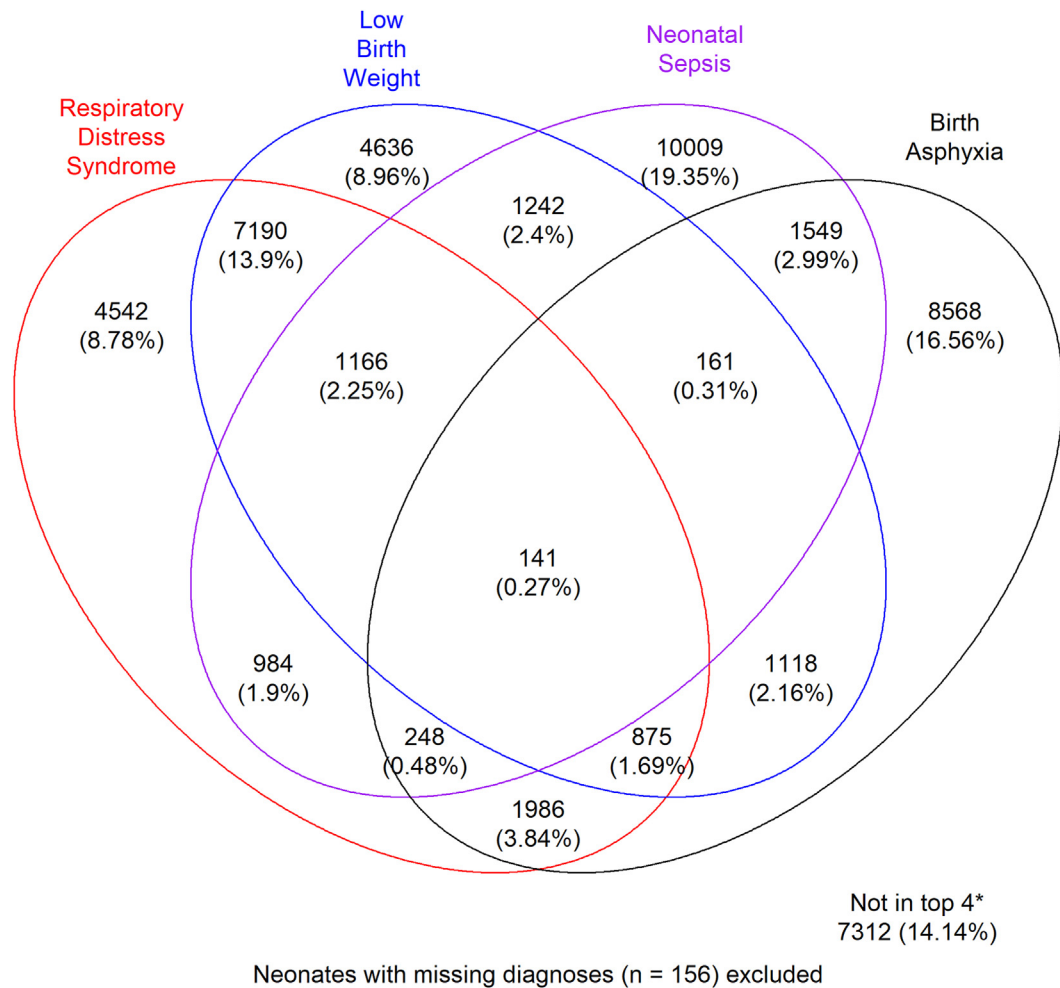 Low
Birth
Weight
Neonatal
Sepsis
Respiratory
Distress
Syndrome
Birth
Asphyxia
4636
(8.96%)
10009
(19.35%)
7190
(13.9%)
1242
(2.4%)
1549
(2.99%)
4542
(8.78%)
8568
(16.56%)
1166
(2.25%)
161
(0.31%)
141
(0.27%)
984
(1.9%)
1118
(2.16%)
248
(0.48%)
875
(1.69%)
1986
(3.84%)
Not in top 4*
7312 (14.14%)
Neonates with missing diagnoses (n = 156) excluded